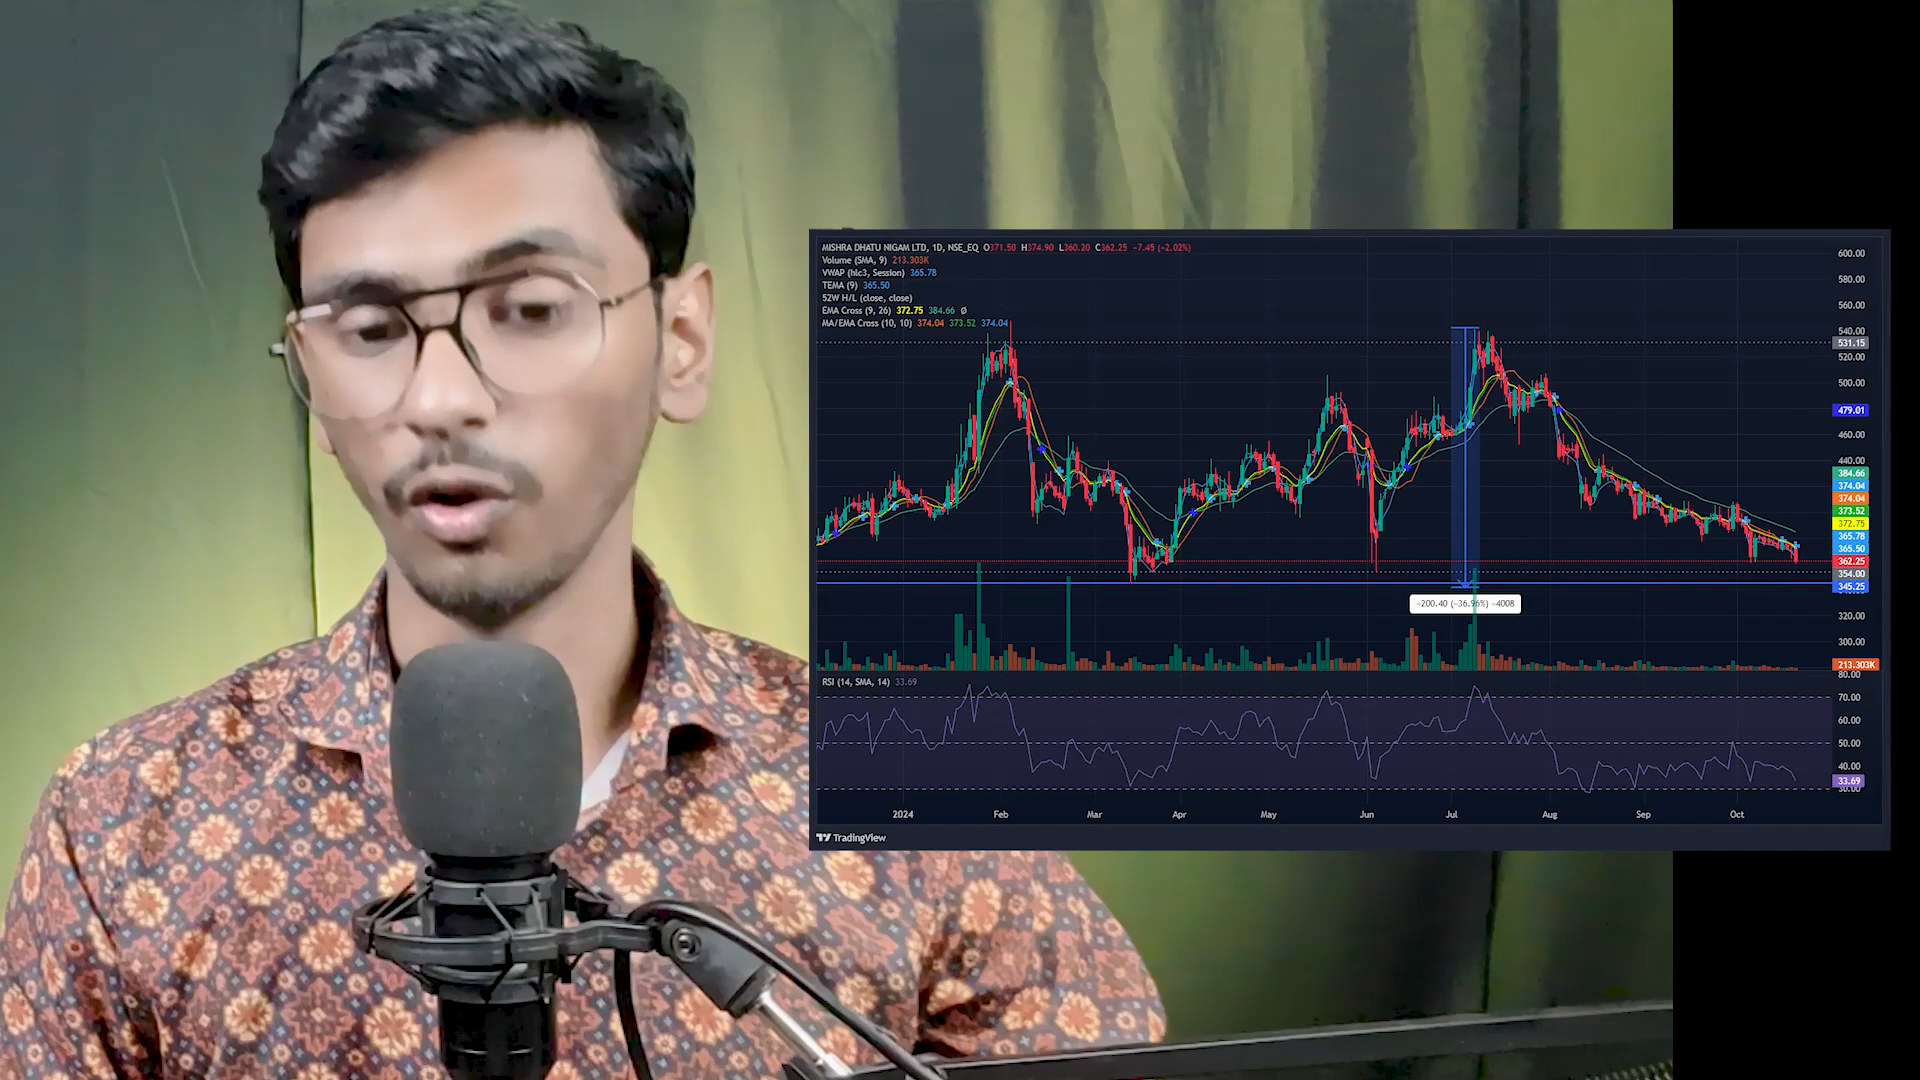 MISHRA DHATU NIGAM LTD, 1D, NSE_EQ O371.50 H374.90 L360.20 C362.25 −7.45 (−2.02%)
Volume (SMA, 9) 213.303K
VWAP (hlc3, Session) 365.78
TEMA (9) 365.50
52W H/L (close, close)
EMA Cross (9, 26) 372.75 384.66 Ø
MA/EMA Cross (10, 10) 374.04 373.52 374.04
600.00
580.00
560.00
540.00
531.15
520.00
500.00
479.01
460.00
440.00
384.66
374.04
374.04
373.52
372.75
365.78
365.50
362.25
354.00
345.25
−200.40 (−36.96%) −4008
320.00
300.00
213.303K
80.00
RSI (14, SMA, 14) 33.69
70.00
60.00
50.00
40.00
33.69
30.00
2024 Feb Mar Apr May Jun Jul Aug Sep Oct
TradingView